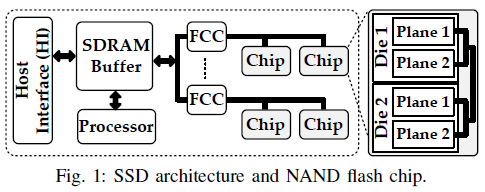 Host
Interface (HI)
SDRAM
Buffer
Processor
FCC
Chip Chip
FCC
Chip Chip
Die 1
Plane 1
Plane 2
Die 2
Plane 1
Plane 2
Fig. 1: SSD architecture and NAND flash chip.